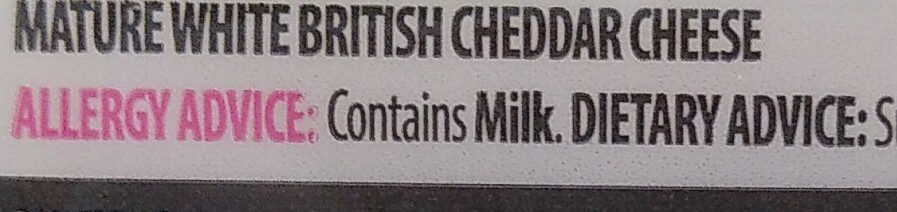 MATURE WHITE BRITISH CHEDDAR CHEESE
ALLERGY ADVICE: Contains Milk. DIETARY ADVICE: